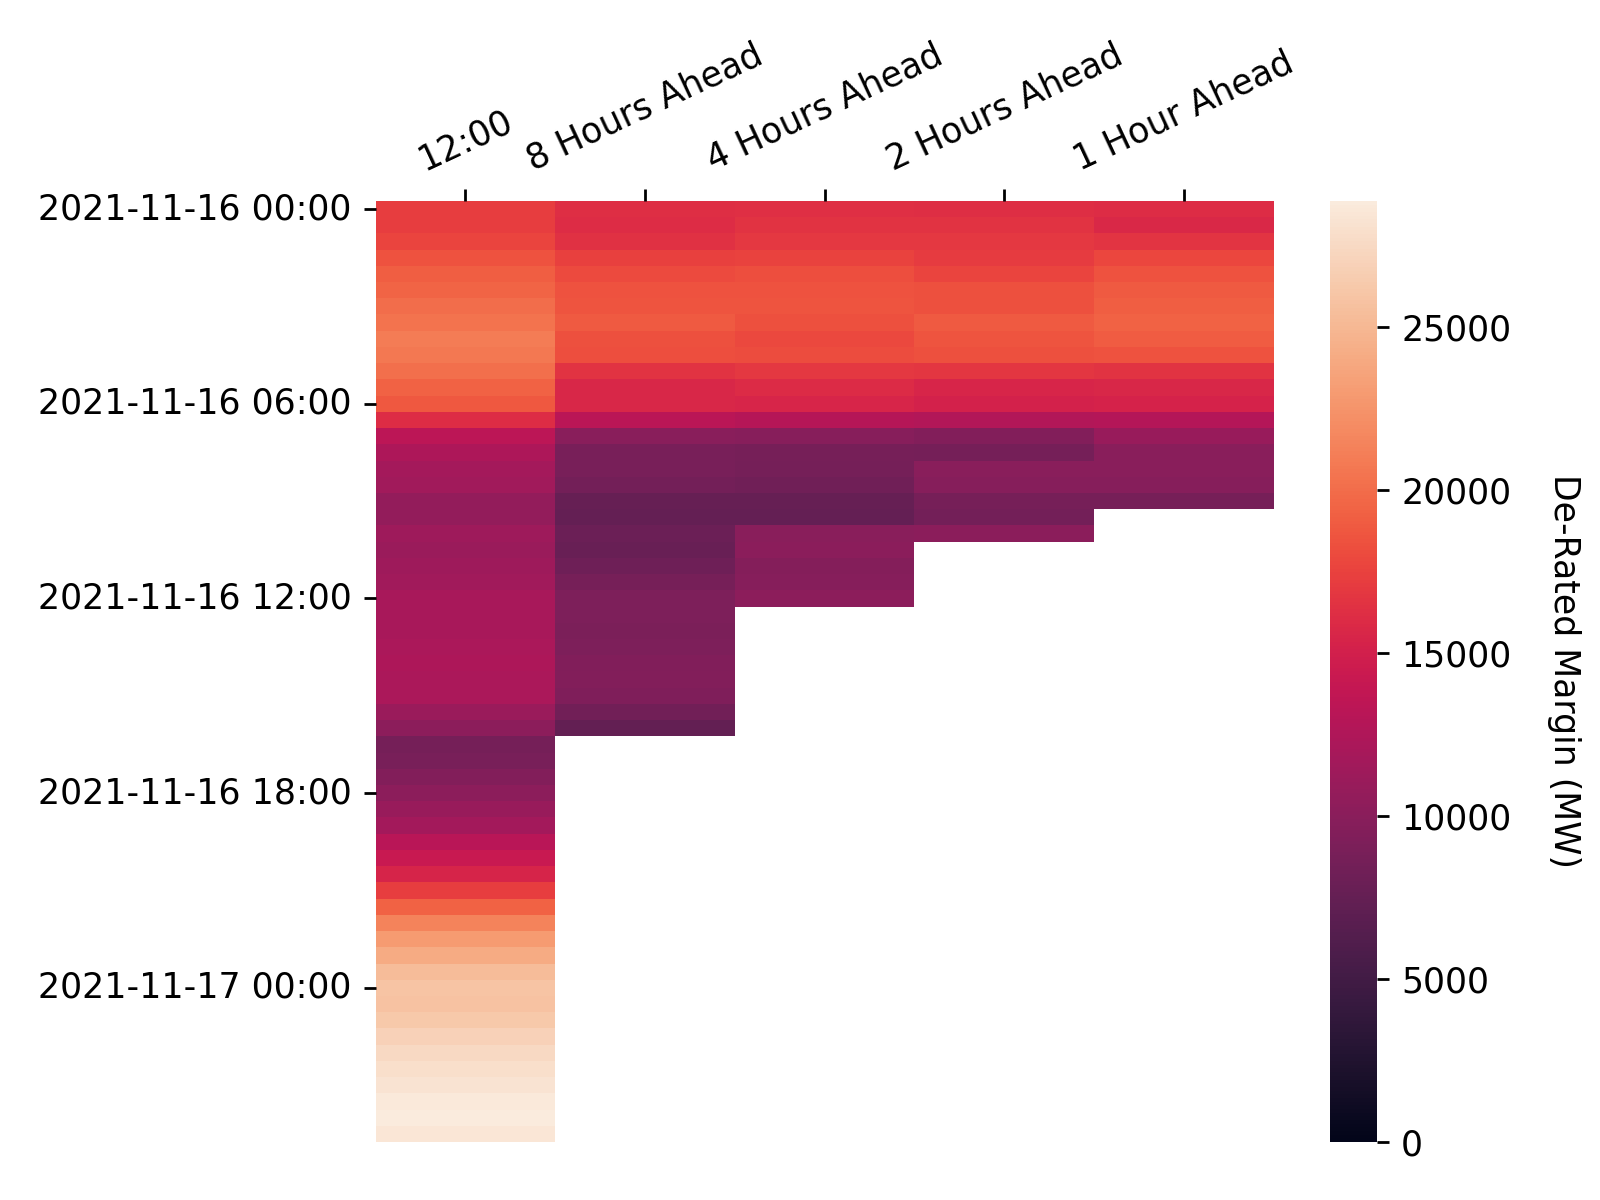 12:00
8 Hours Ahead
4 Hours Ahead
2 Hours Ahead
1 Hour Ahead
2021-11-16 00:00
2021-11-16 06:00
2021-11-16 12:00
2021-11-16 18:00
2021-11-17 00:00
25000
20000
15000
10000
5000
0
De-Rated Margin (MW)